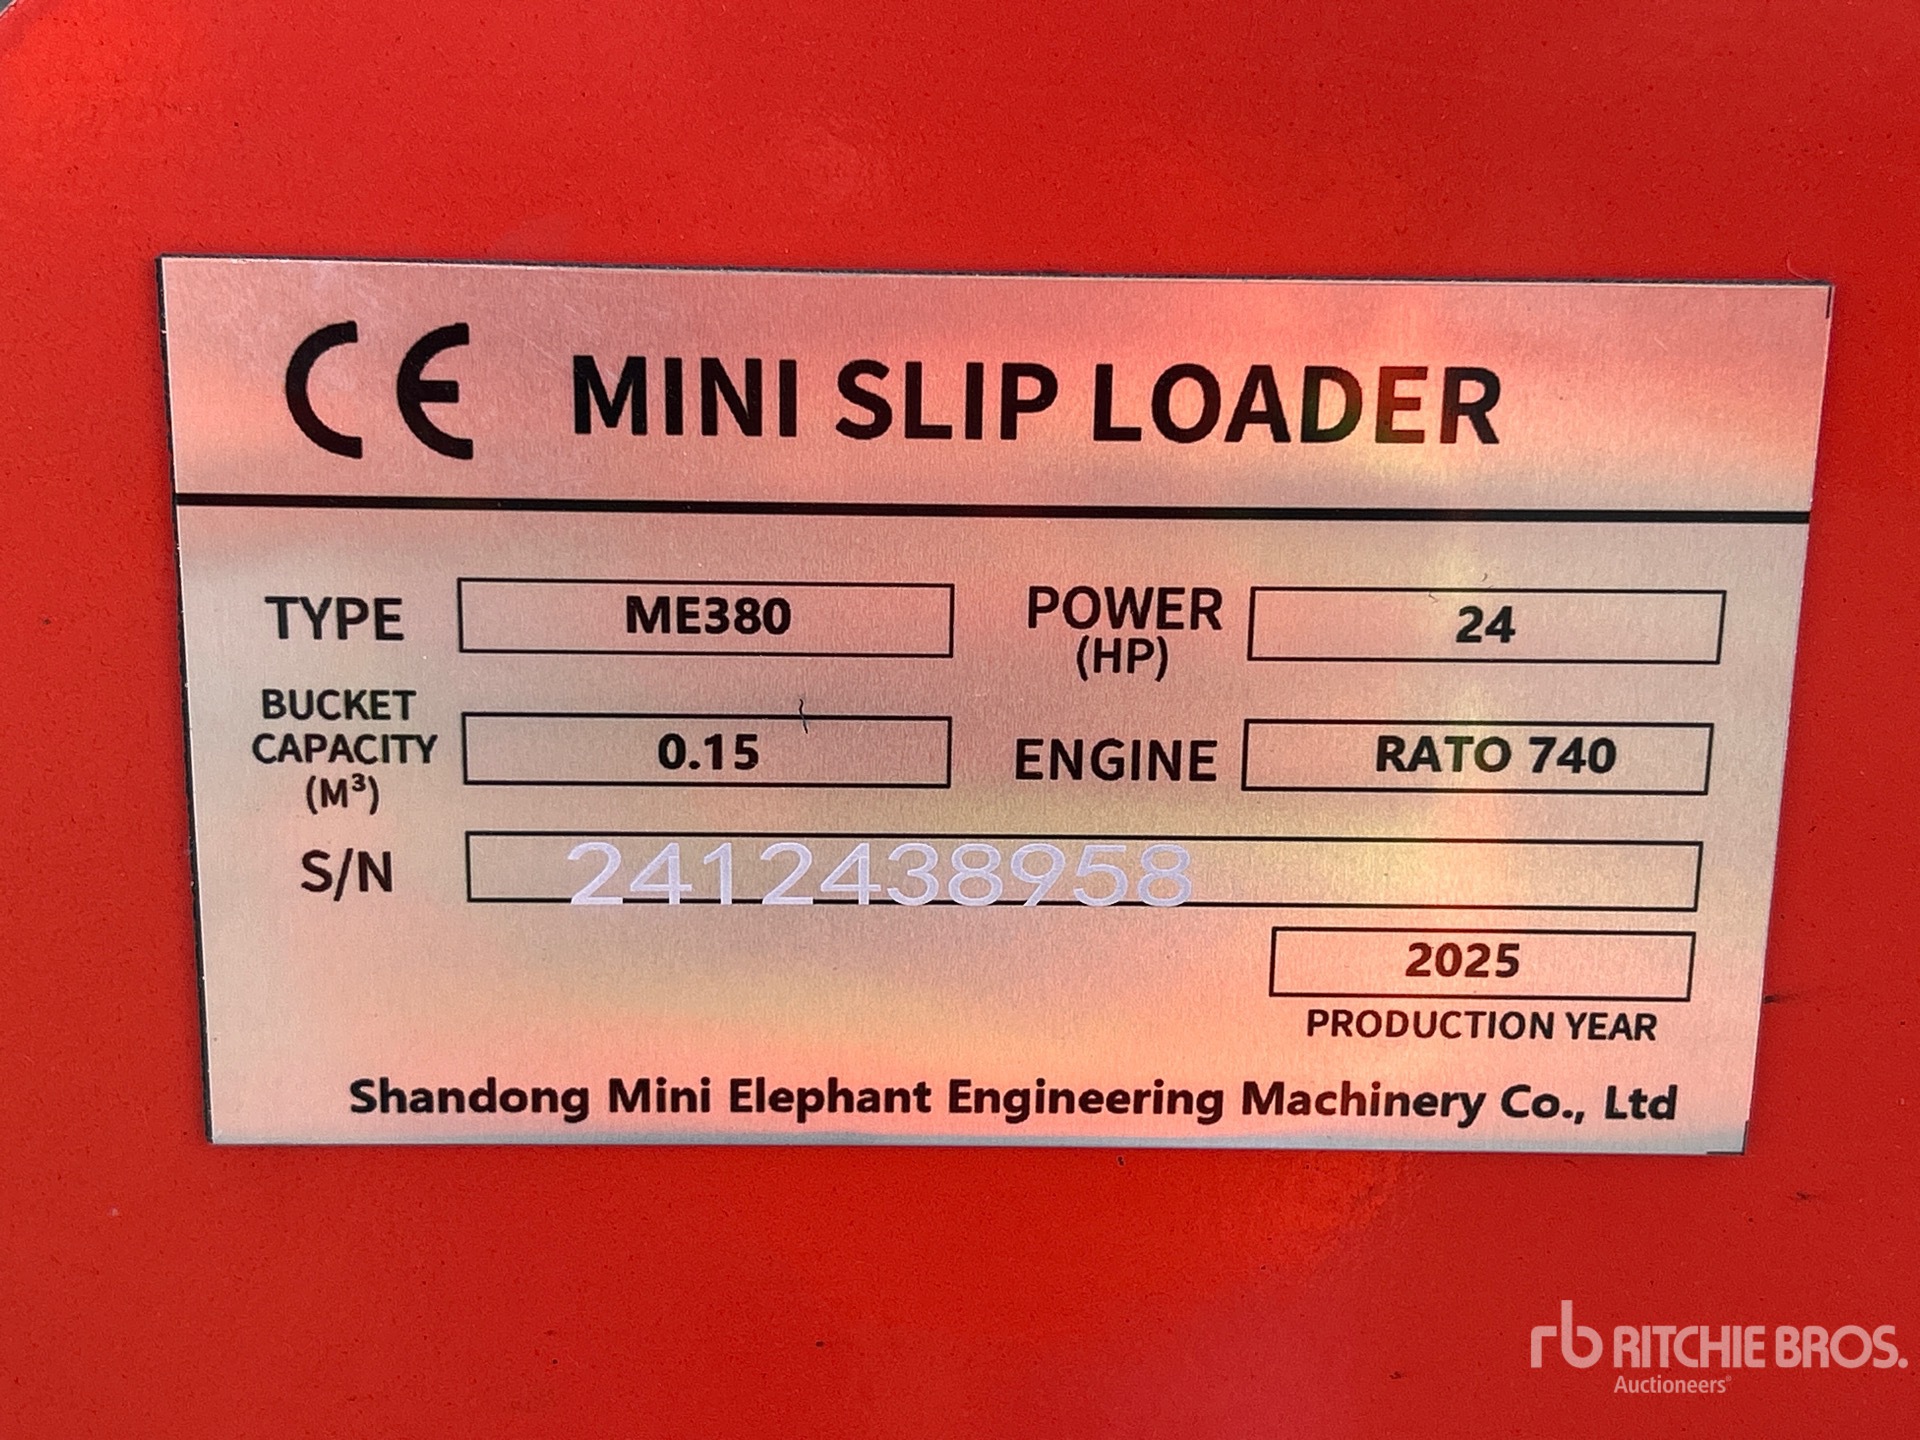 CE MINI SLIP LOADER
TYPE ME380 POWER (HP) 24
BUCKET CAPACITY (M³) 0.15 ENGINE RATO 740
S/N 2412438958
2025
PRODUCTION YEAR
Shandong Mini Elephant Engineering Machinery Co., Ltd
rb RITCHIE BROS.
Auctioneers®